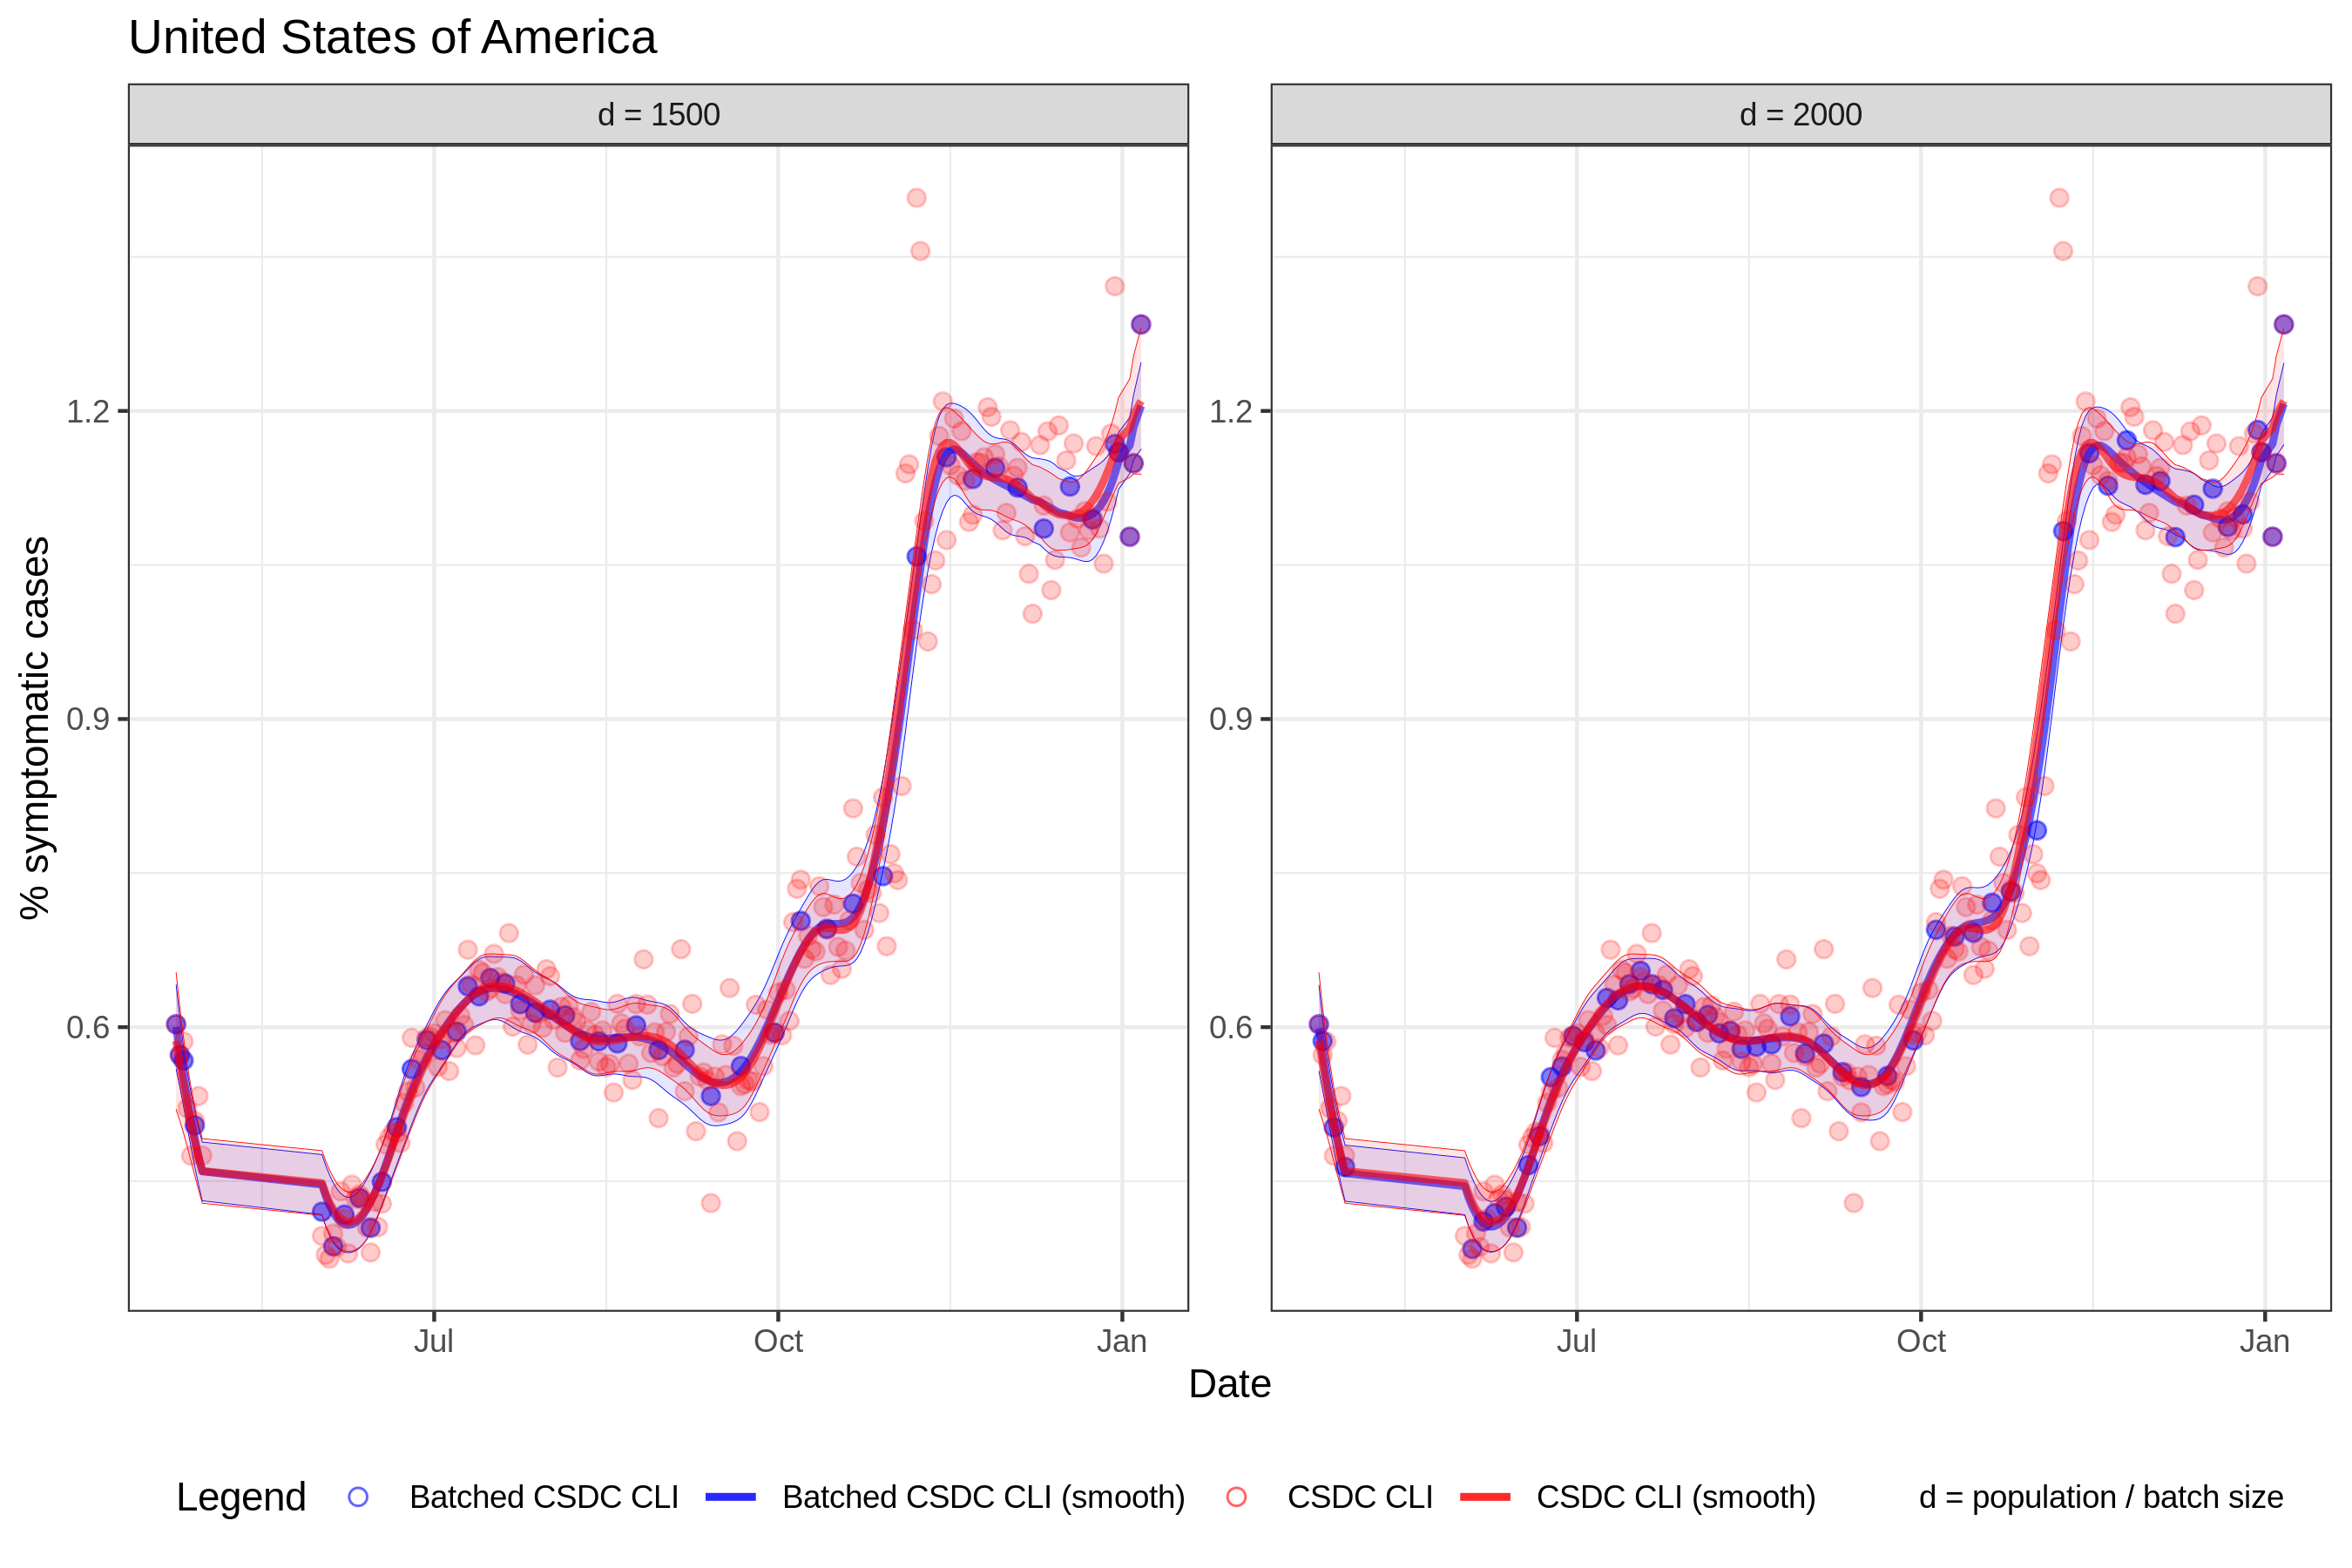 United States of America
d = 1500
d = 2000
% symptomatic cases
1.2
0.9
0.6
1.2
0.9
0.6
Jul
Oct
Jan
Jul
Oct
Jan
Date
Legend
Batched CSDC CLI
Batched CSDC CLI (smooth)
CSDC CLI
CSDC CLI (smooth)
d = population / batch size